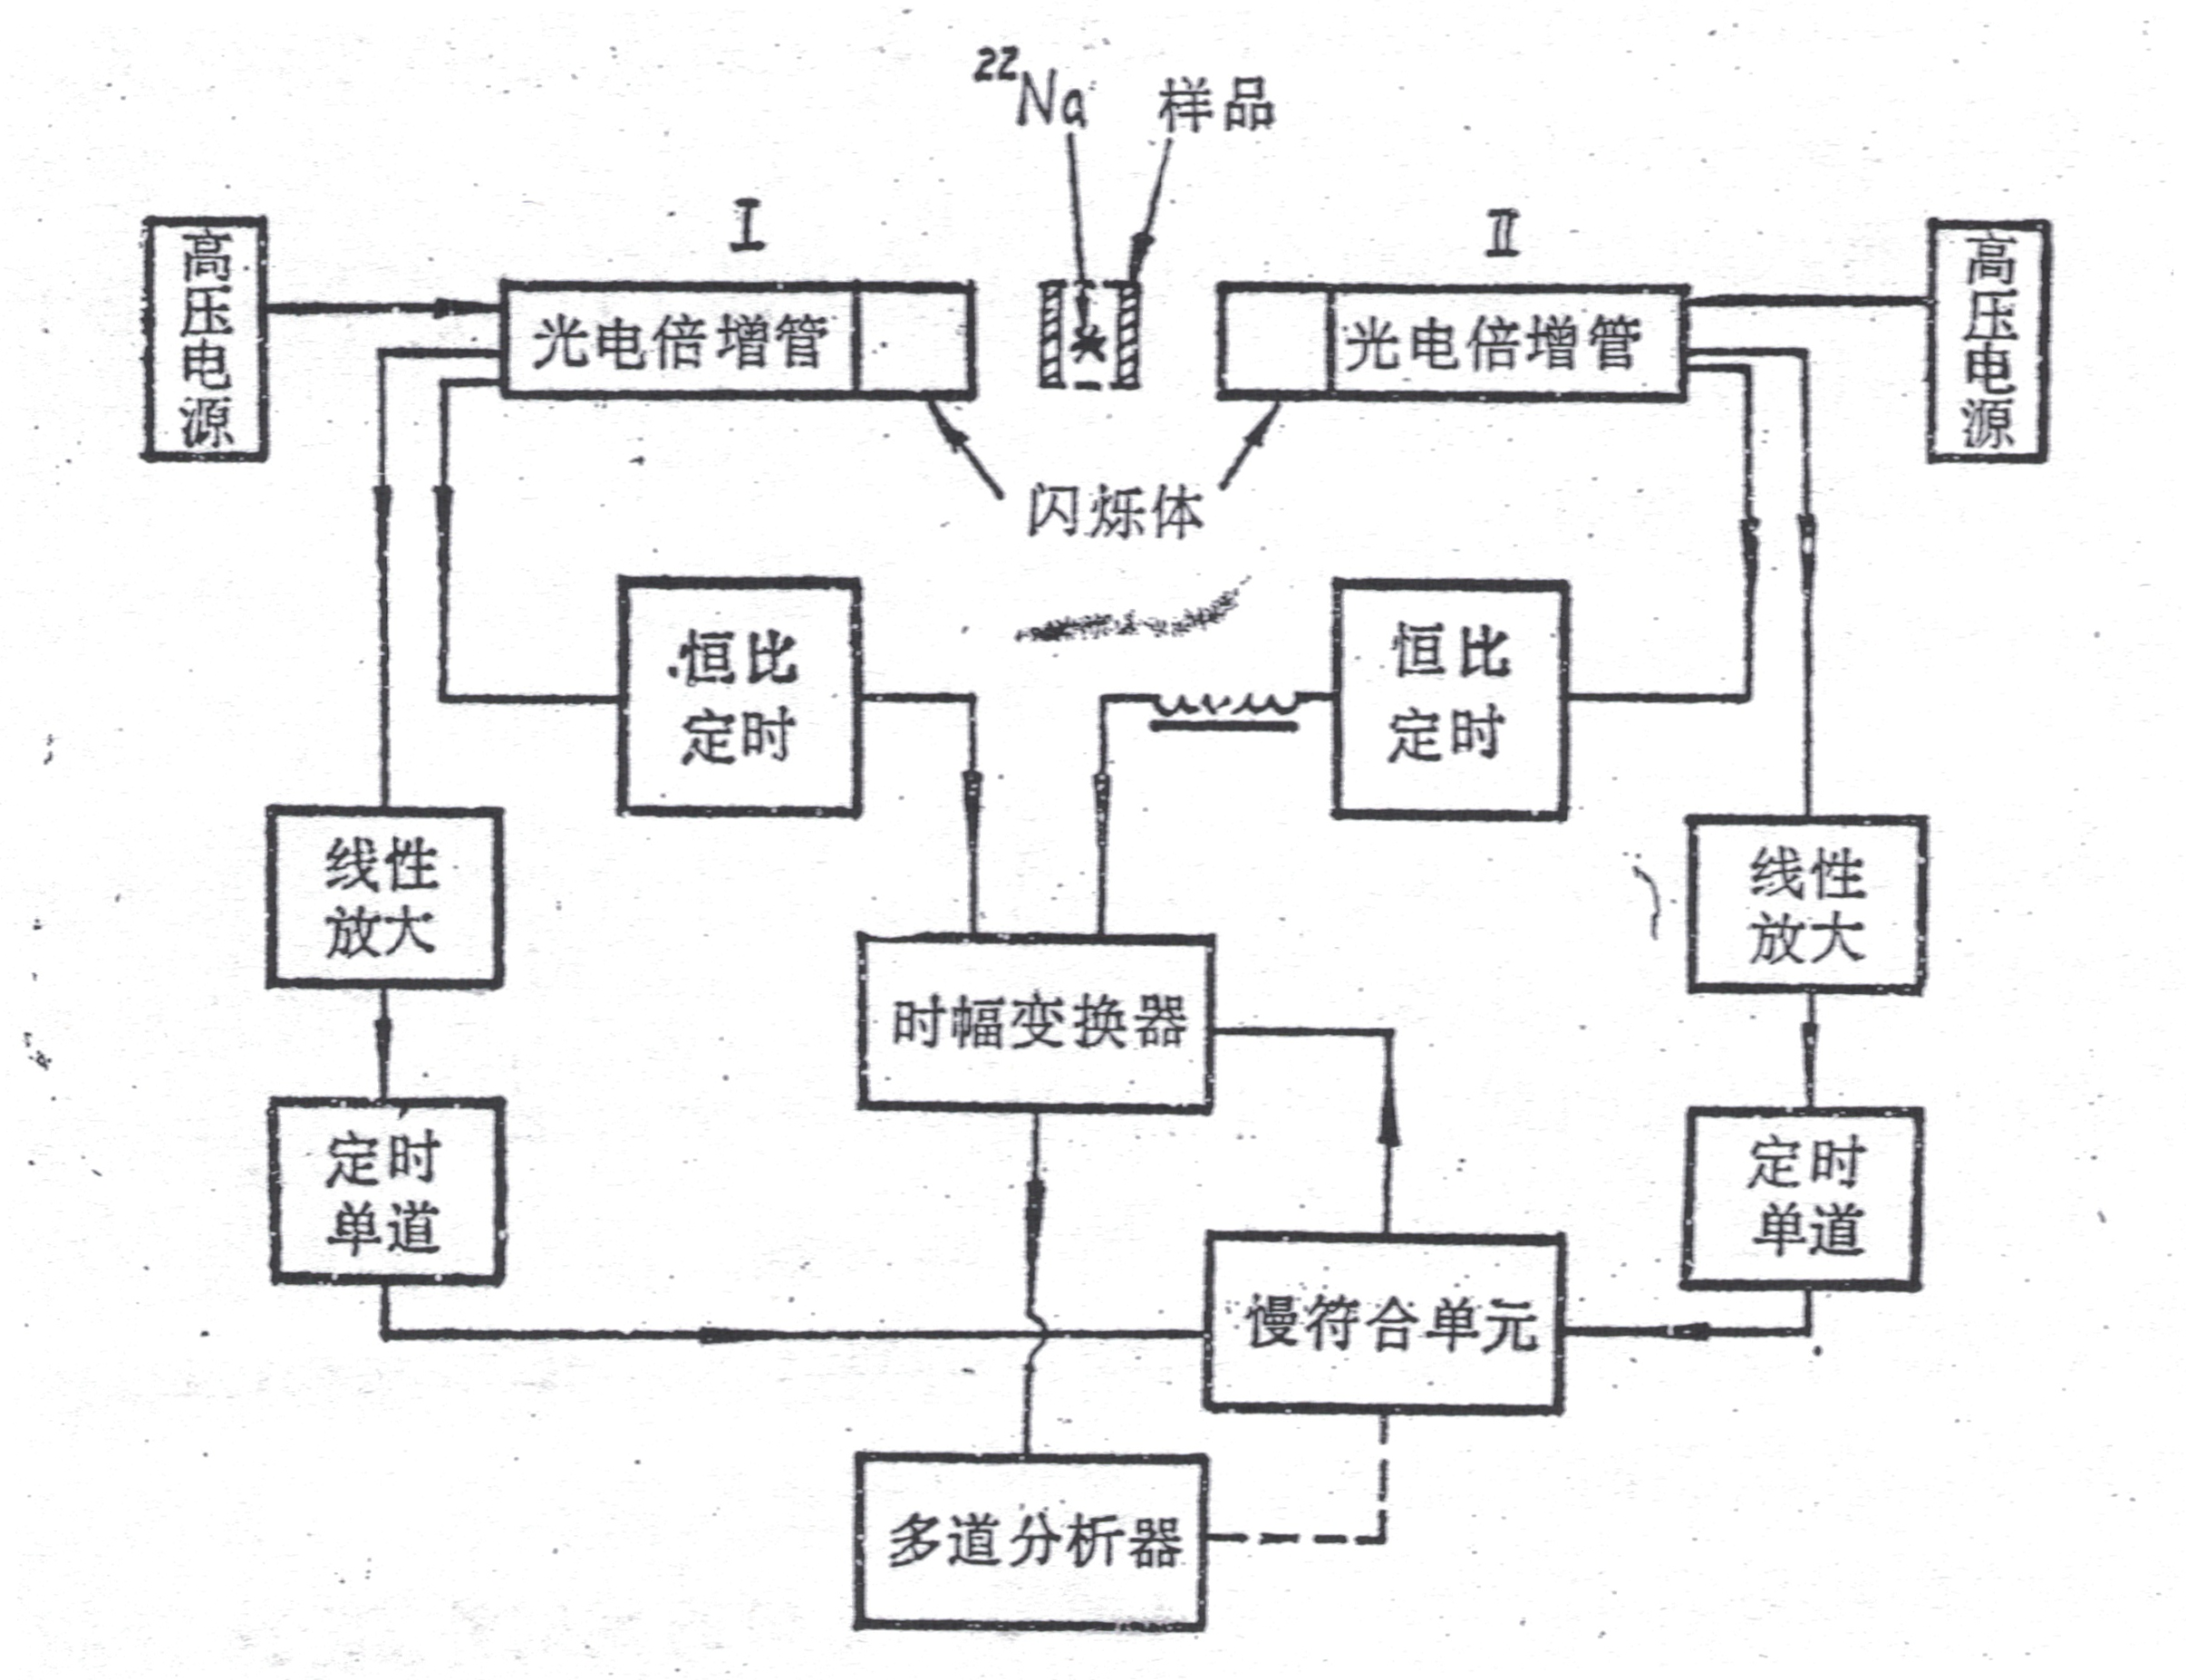 ²²Na
样品
I
II
高压电源
光电倍增管
光电倍增管
高压电源
闪烁体
恒比
定时
恒比
定时
线性
放大
时幅变换器
线性
放大
定时
单道
定时
单道
慢符合单元
多道分析器